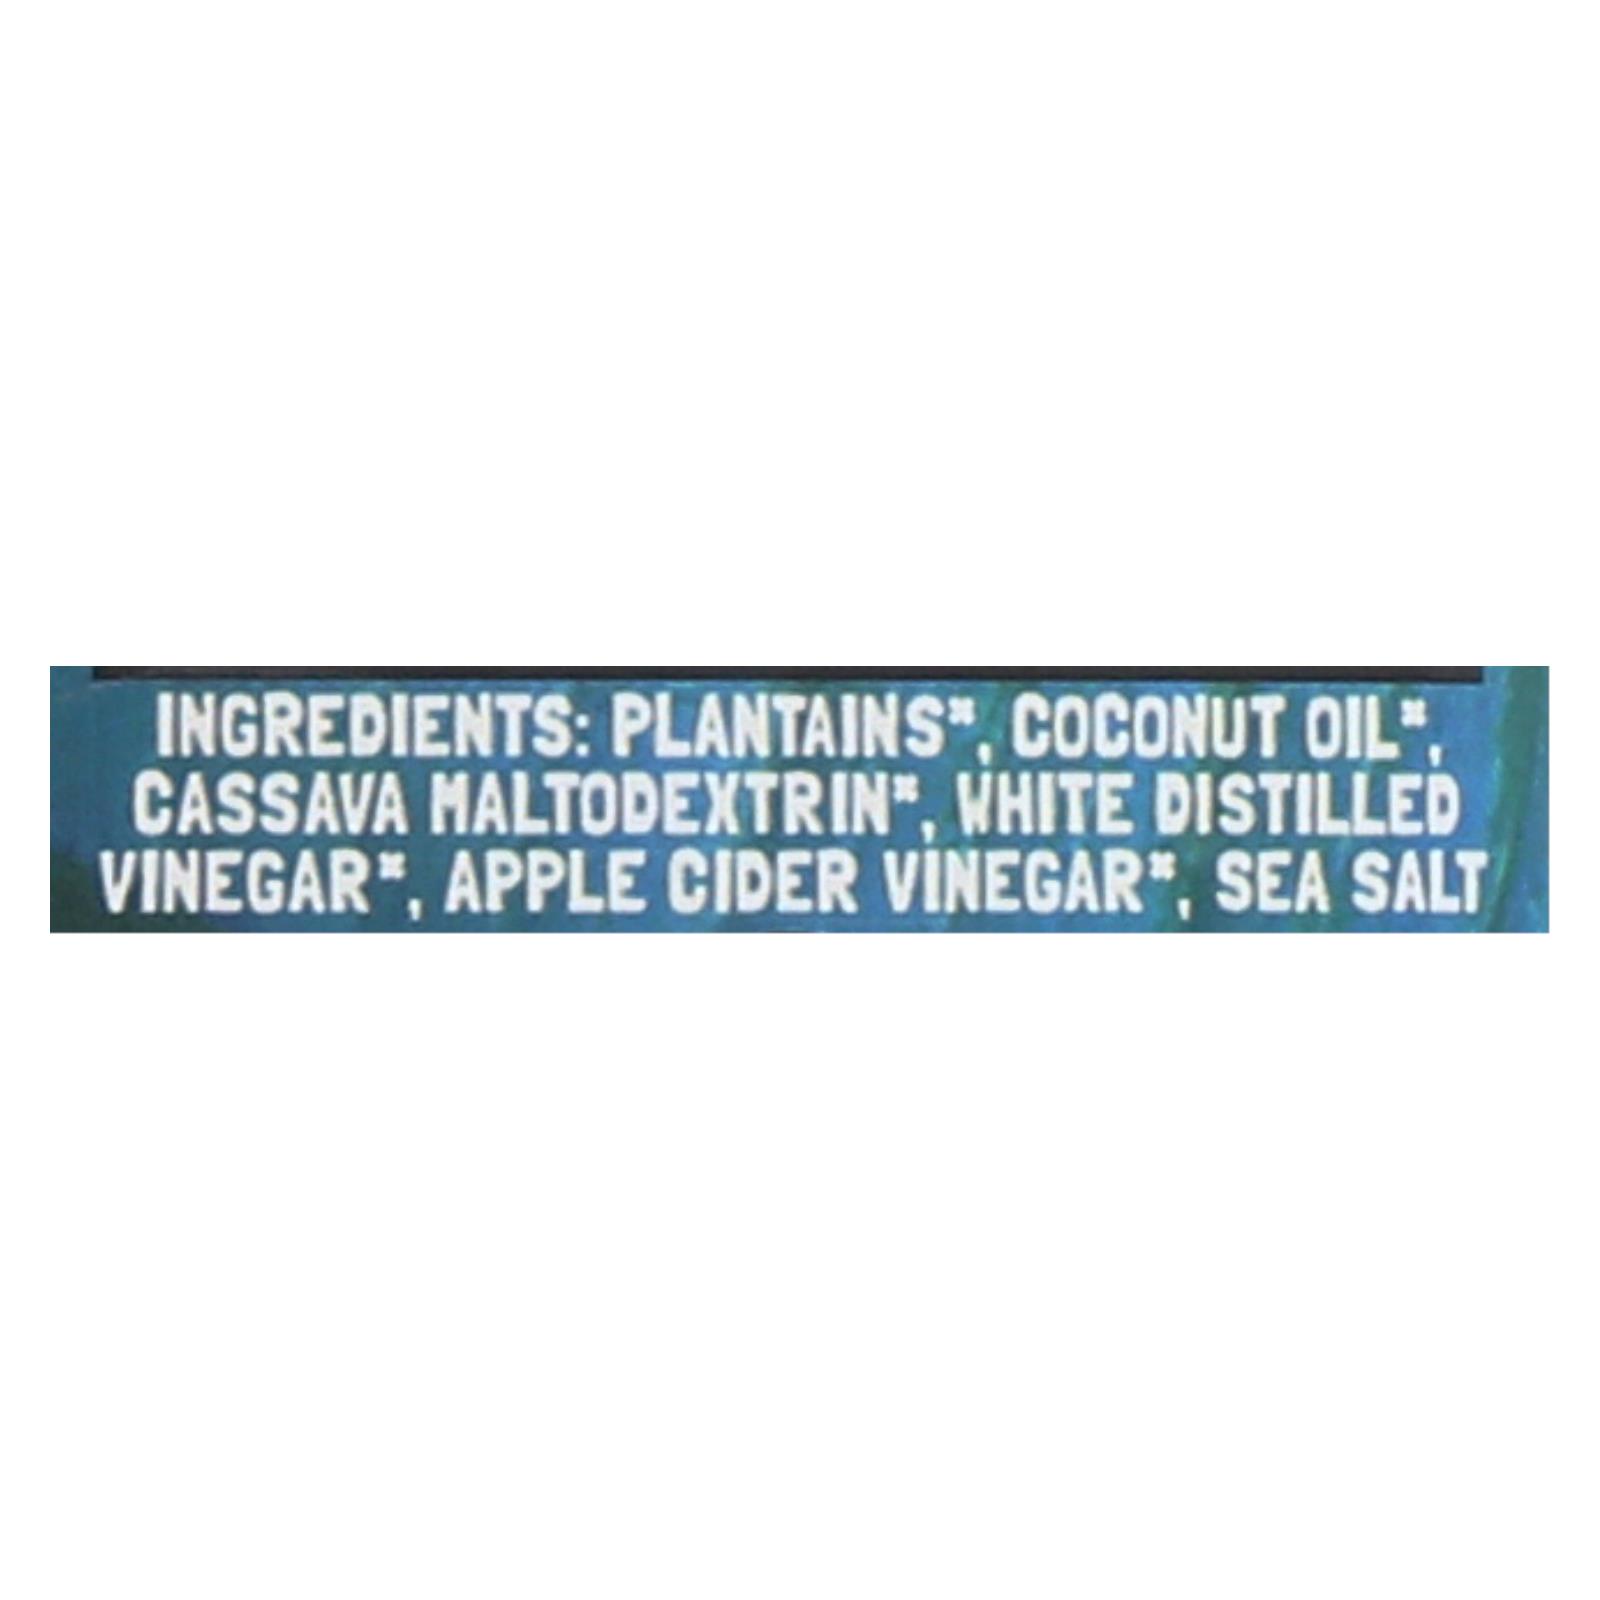 INGREDIENTS: PLANTAINS*, COCONUT OIL*,
CASSAVA MALTODEXTRIN*, WHITE DISTILLED
VINEGAR*, APPLE CIDER VINEGAR*, SEA SALT